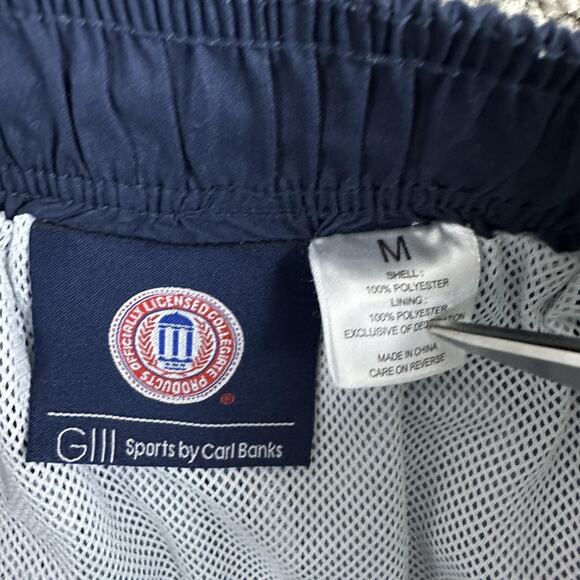 OFFICIALLY LICENSED COLLEGIATE PRODUCTS
®
GIII Sports by Carl Banks
M
SHELL :
100% POLYESTER
LINING :
100% POLYESTER
EXCLUSIVE OF DECORATION
MADE IN CHINA
CARE ON REVERSE